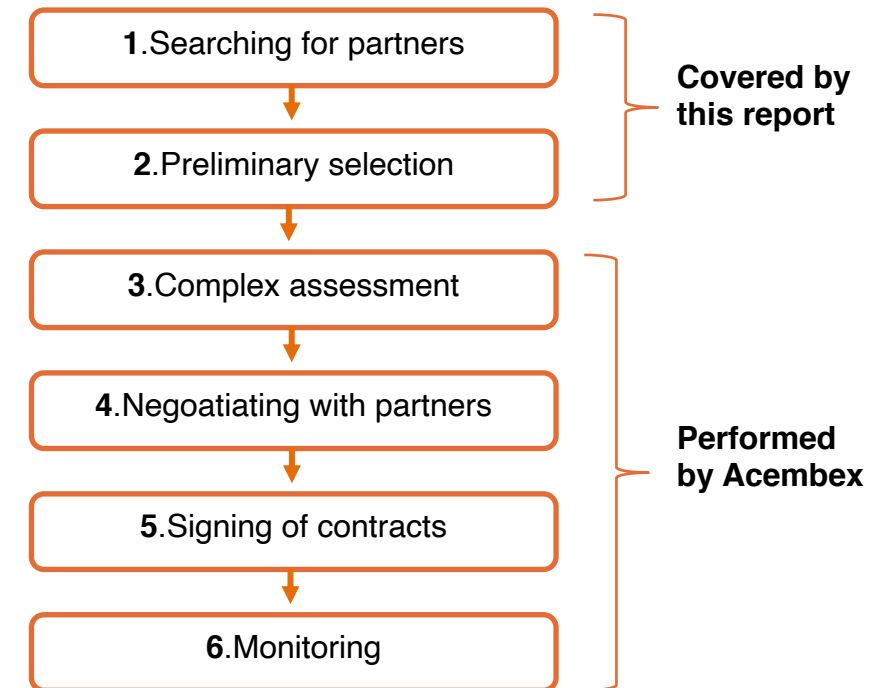 1.Searching for partners
Covered by
this report
2.Preliminary selection
3.Complex assessment
4.Negoatiating with partners
Performed
by Acembex
5.Signing of contracts
6.Monitoring